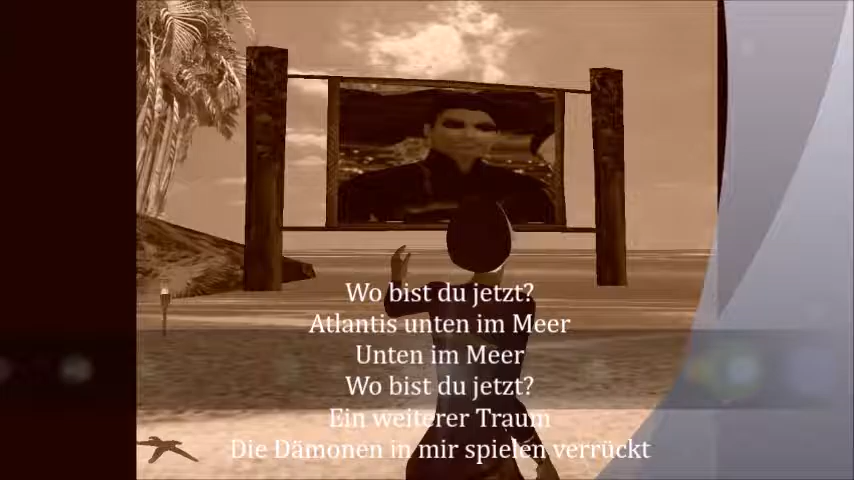 Wo bist du jetzt?
Atlantis unten im Meer
Unten im Meer
Wo bist du jetzt?
Ein weiterer Traum
Die Dämonen in mir spielen verrückt